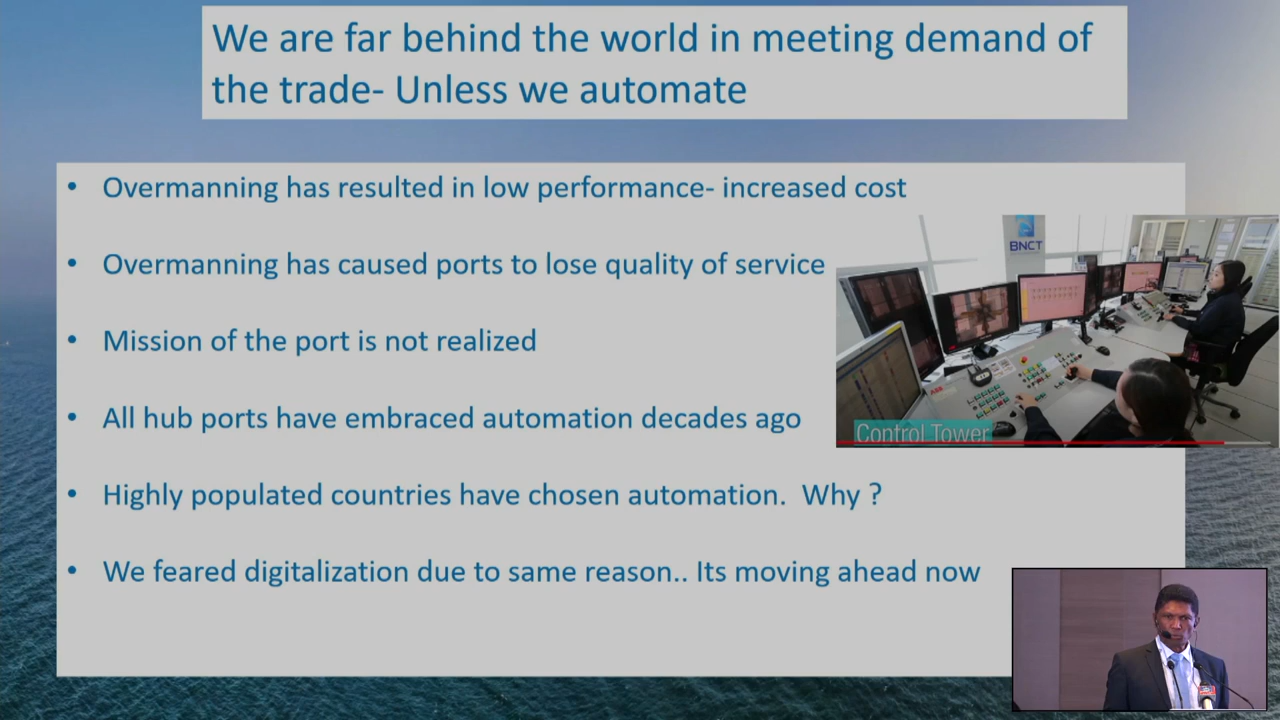 We are far behind the world in meeting demand of
the trade- Unless we automate
• Overmanning has resulted in low performance- increased cost
• Overmanning has caused ports to lose quality of service
• Mission of the port is not realized
• All hub ports have embraced automation decades ago
• Highly populated countries have chosen automation.  Why ?
• We feared digitalization due to same reason.. Its moving ahead now
BNCT
ABB
Control Tower